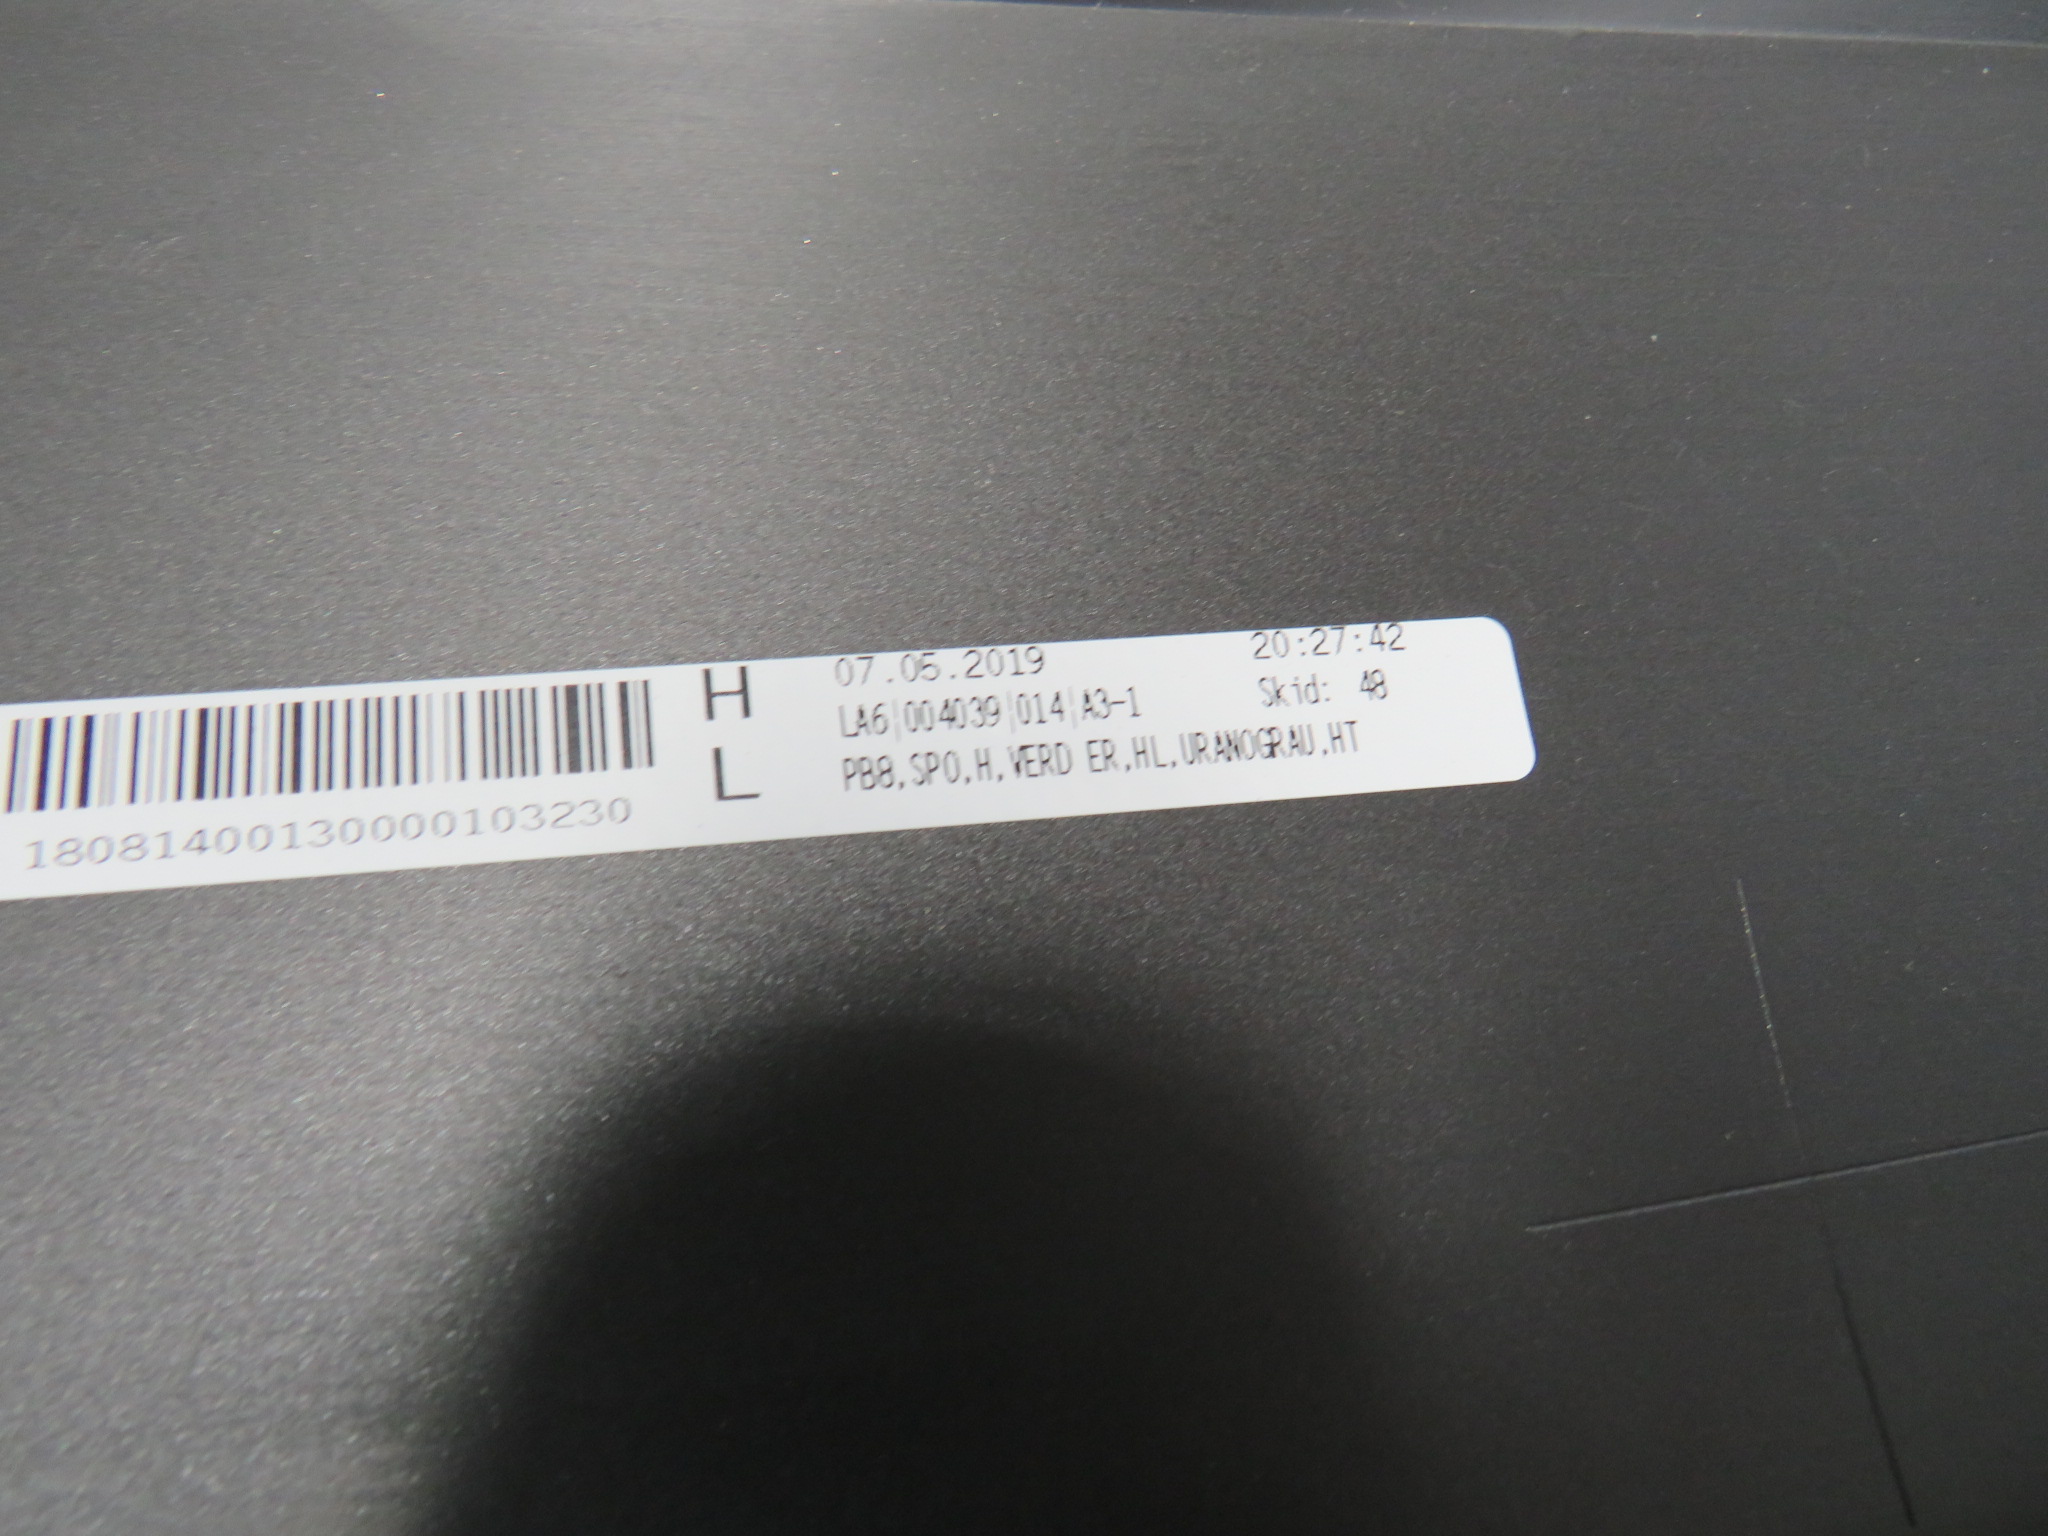 H 07.05.2019 20:27:42
LA6|004039|014|A3-1 Skid: 48
L PB8,SPO,H,VERD ER,HL,URANOGRAU,HT
18081400130000103230